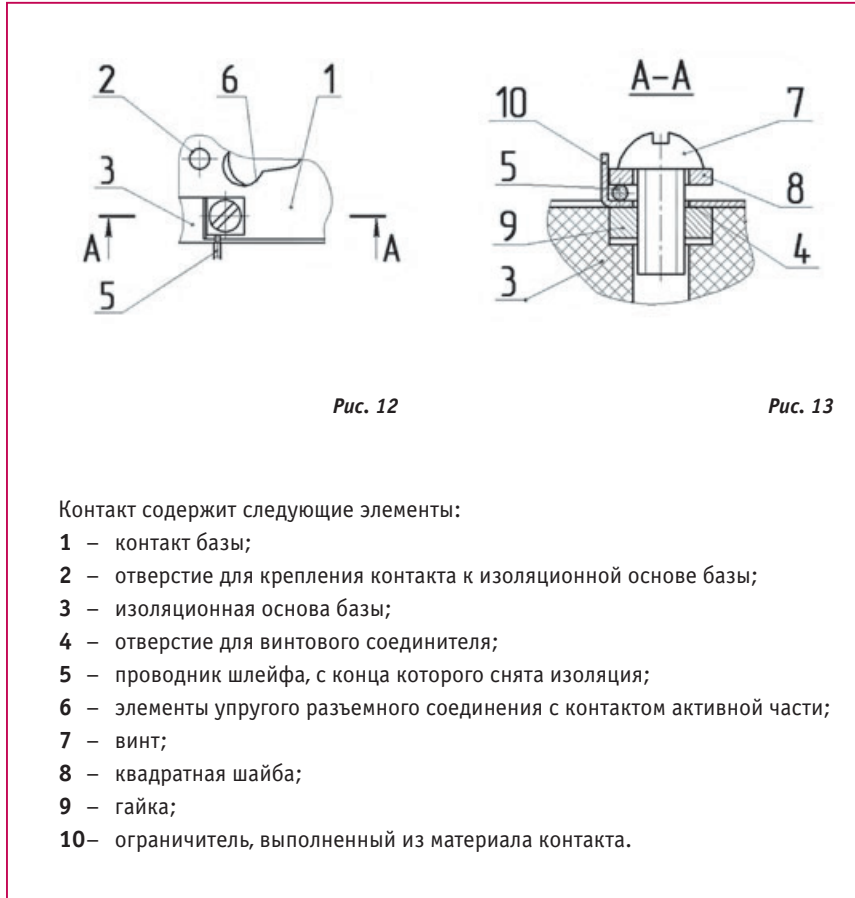 2 6 1
3
А А
5
А–А
10 7
5
8
9
4
3
Рис. 12 Рис. 13
Контакт содержит следующие элементы:
1 – контакт базы;
2 – отверстие для крепления контакта к изоляционной основе базы;
3 – изоляционная основа базы;
4 – отверстие для винтового соединителя;
5 – проводник шлейфа, с конца которого снята изоляция;
6 – элементы упругого разъемного соединения с контактом активной части;
7 – винт;
8 – квадратная шайба;
9 – гайка;
10– ограничитель, выполненный из материала контакта.